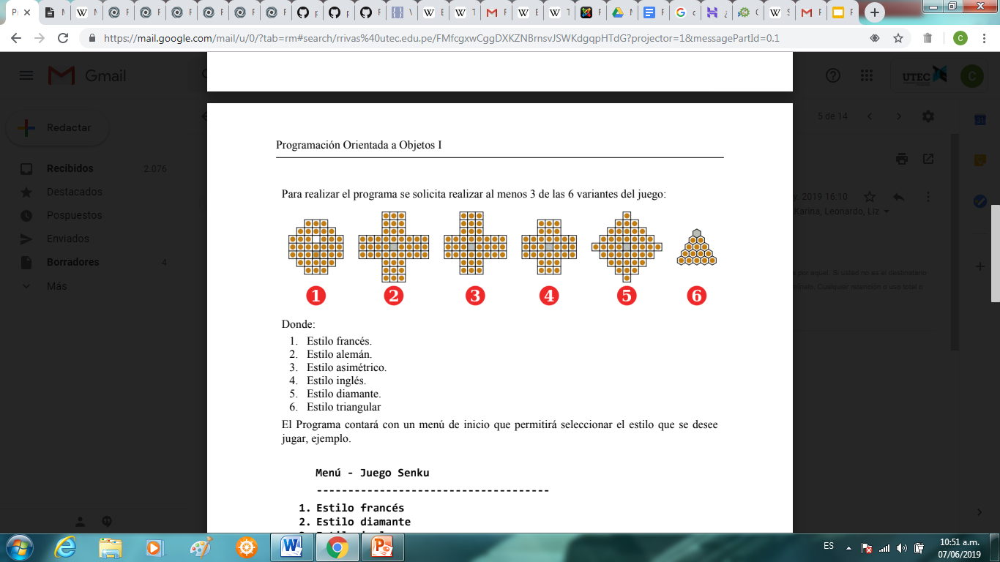 https://mail.google.com/mail/u/0/?tab=rm#search/rrivas%40utec.edu.pe/FMfcgxwCggDXKZNBrnsvJSWKdgqpHTdG?projector=1&messagePartId=0.1
C
Gmail
UTEC
C
Redactar
5 de 14
Recibidos 2.076
Destacados
Pospuestos
Enviados
Borradores 4
Más
2019 16:10
Karina, Leonardo, Liz
por aquel. Si usted no es el destinatario
Cualquier retención o uso total o
Programación Orientada a Objetos I
Para realizar el programa se solicita realizar al menos 3 de las 6 variantes del juego:
1 2 3 4 5 6
Donde:
1. Estilo francés.
2. Estilo alemán.
3. Estilo asimétrico.
4. Estilo inglés.
5. Estilo diamante.
6. Estilo triangular
El Programa contará con un menú de inicio que permitirá seleccionar el estilo que se desee
jugar, ejemplo.
Menú - Juego Senku
-------------------------------------
1. Estilo francés
2. Estilo diamante
ES
10:51 a.m.
07/06/2019